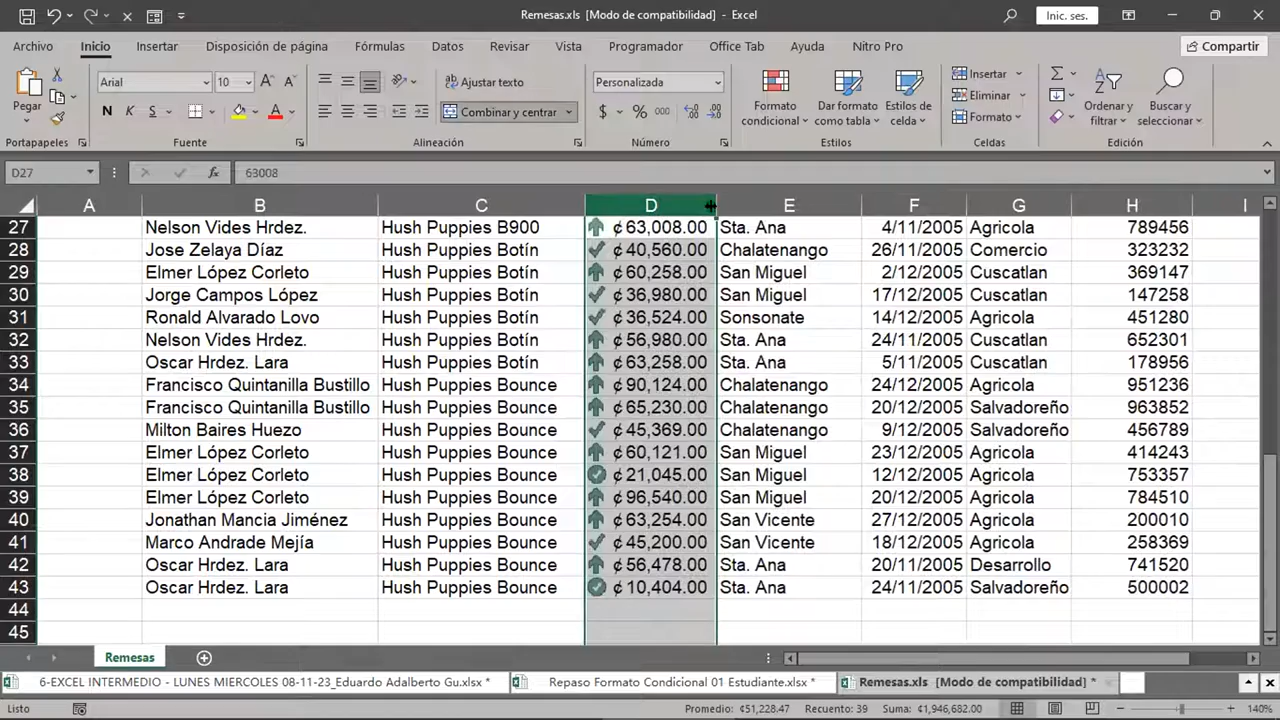 Remesas.xls [Modo de compatibilidad] - Excel
Inic. ses.
Archivo Inicio Insertar Disposición de página Fórmulas Datos Revisar Vista Programador Office Tab Ayuda Nitro Pro
Compartir
Pegar
Portapapeles
Arial 10
N K S
Fuente
Ajustar texto
Combinar y centrar
Alineación
Personalizada
$ % 000
Número
Formato condicional
Dar formato como tabla
Estilos de celda
Estilos
Insertar
Eliminar
Formato
Celdas
Ordenar y filtrar
Buscar y seleccionar
Edición
D27 fx 63008
A B C D E F G H I
27 Nelson Vides Hrdez. Hush Puppies B900 ¢63,008.00 Sta. Ana 4/11/2005 Agricola 789456
28 Jose Zelaya Díaz Hush Puppies Botín ¢40,560.00 Chalatenango 26/11/2005 Comercio 323232
29 Elmer López Corleto Hush Puppies Botín ¢60,258.00 San Miguel 2/12/2005 Cuscatlan 369147
30 Jorge Campos López Hush Puppies Botín ¢36,980.00 San Miguel 17/12/2005 Cuscatlan 147258
31 Ronald Alvarado Lovo Hush Puppies Botín ¢36,524.00 Sonsonate 14/12/2005 Agricola 451280
32 Nelson Vides Hrdez. Hush Puppies Botín ¢56,980.00 Sta. Ana 24/11/2005 Cuscatlan 652301
33 Oscar Hrdez. Lara Hush Puppies Botín ¢63,258.00 Sta. Ana 5/11/2005 Cuscatlan 178956
34 Francisco Quintanilla Bustillo Hush Puppies Bounce ¢90,124.00 Chalatenango 24/12/2005 Agricola 951236
35 Francisco Quintanilla Bustillo Hush Puppies Bounce ¢65,230.00 Chalatenango 20/12/2005 Salvadoreño 963852
36 Milton Baires Huezo Hush Puppies Bounce ¢45,369.00 Chalatenango 9/12/2005 Salvadoreño 456789
37 Elmer López Corleto Hush Puppies Bounce ¢60,121.00 San Miguel 23/12/2005 Agricola 414243
38 Elmer López Corleto Hush Puppies Bounce ¢21,045.00 San Miguel 12/12/2005 Agricola 753357
39 Elmer López Corleto Hush Puppies Bounce ¢96,540.00 San Miguel 20/12/2005 Agricola 784510
40 Jonathan Mancia Jiménez Hush Puppies Bounce ¢63,254.00 San Vicente 27/12/2005 Agricola 200010
41 Marco Andrade Mejía Hush Puppies Bounce ¢45,200.00 San Vicente 18/12/2005 Agricola 258369
42 Oscar Hrdez. Lara Hush Puppies Bounce ¢56,478.00 Sta. Ana 20/11/2005 Desarrollo 741520
43 Oscar Hrdez. Lara Hush Puppies Bounce ¢10,404.00 Sta. Ana 24/11/2005 Salvadoreño 500002
44
45
Remesas
6-EXCEL INTERMEDIO - LUNES MIERCOLES 08-11-23_Eduardo Adalberto Gu.xlsx * Repaso Formato Condicional 01 Estudiante.xlsx * Remesas.xls [Modo de compatibilidad] *
Listo Promedio: ¢51,228.47 Recuento: 39 Suma: ¢1,946,682.00 140%